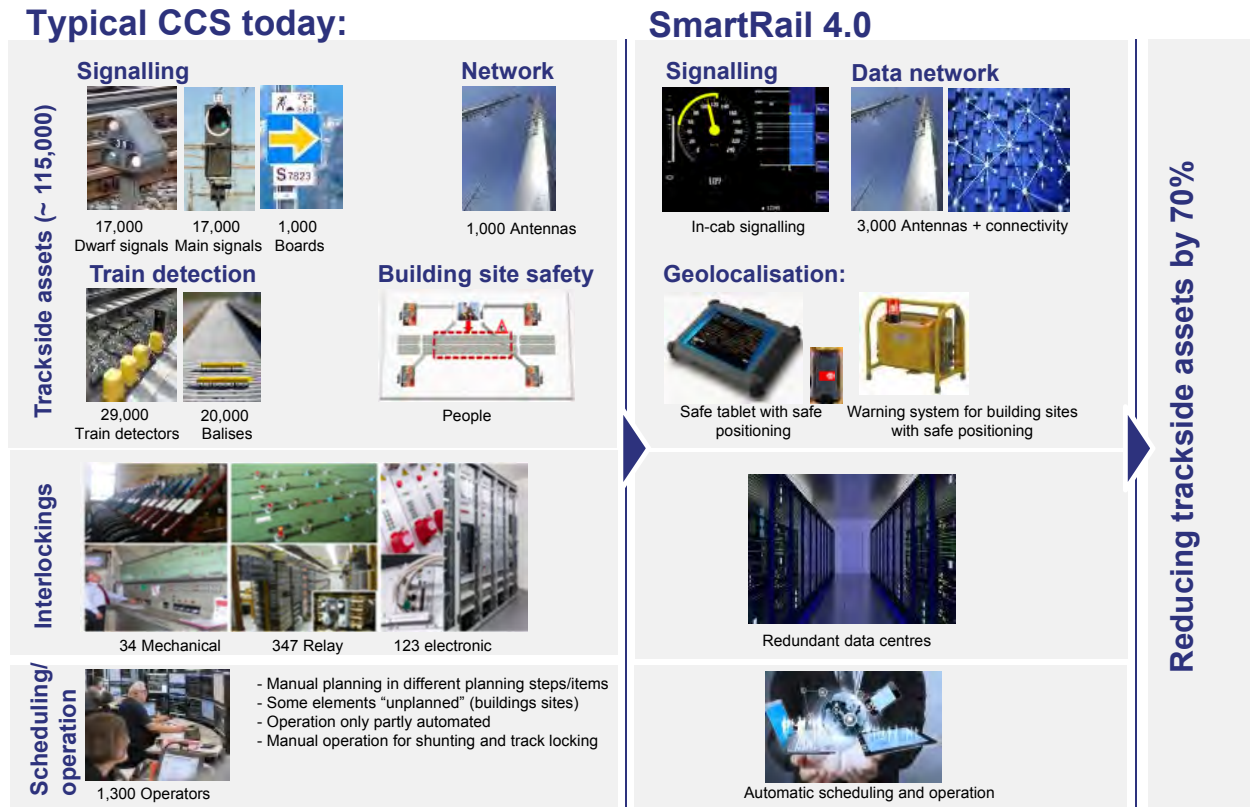 Typical CCS today:
SmartRail 4.0
Trackside assets (~ 115,000)
Signalling
Network
S 7823
17,000
Dwarf signals
17,000
Main signals
1,000
Boards
1,000 Antennas
Train detection
Building site safety
29,000
Train detectors
20,000
Balises
People
Signalling
Data network
In-cab signalling
3,000 Antennas + connectivity
Geolocalisation:
Safe tablet with safe
positioning
Warning system for building sites
with safe positioning
Interlockings
34 Mechanical
347 Relay
123 electronic
Redundant data centres
Scheduling/
operation
1,300 Operators
- Manual planning in different planning steps/items
- Some elements “unplanned” (buildings sites)
- Operation only partly automated
- Manual operation for shunting and track locking
Automatic scheduling and operation
Reducing trackside assets by 70%